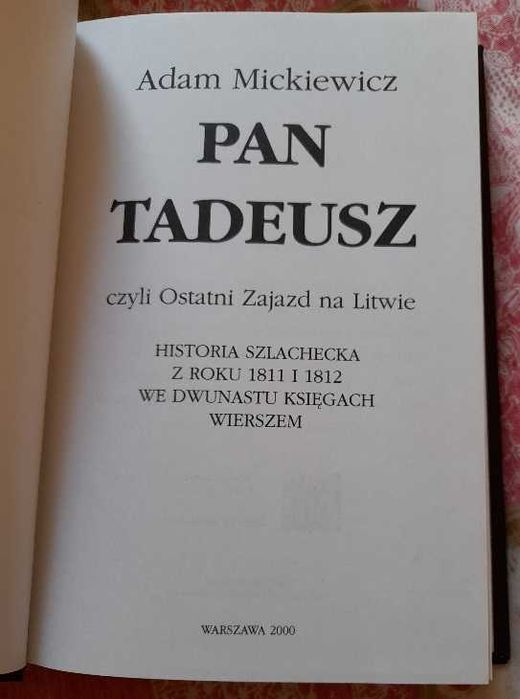 Adam Mickiewicz
PAN
TADEUSZ
czyli Ostatni Zajazd na Litwie
HISTORIA SZLACHECKA
Z ROKU 1811 I 1812
WE DWUNASTU KSIĘGACH
WIERSZEM
WARSZAWA 2000